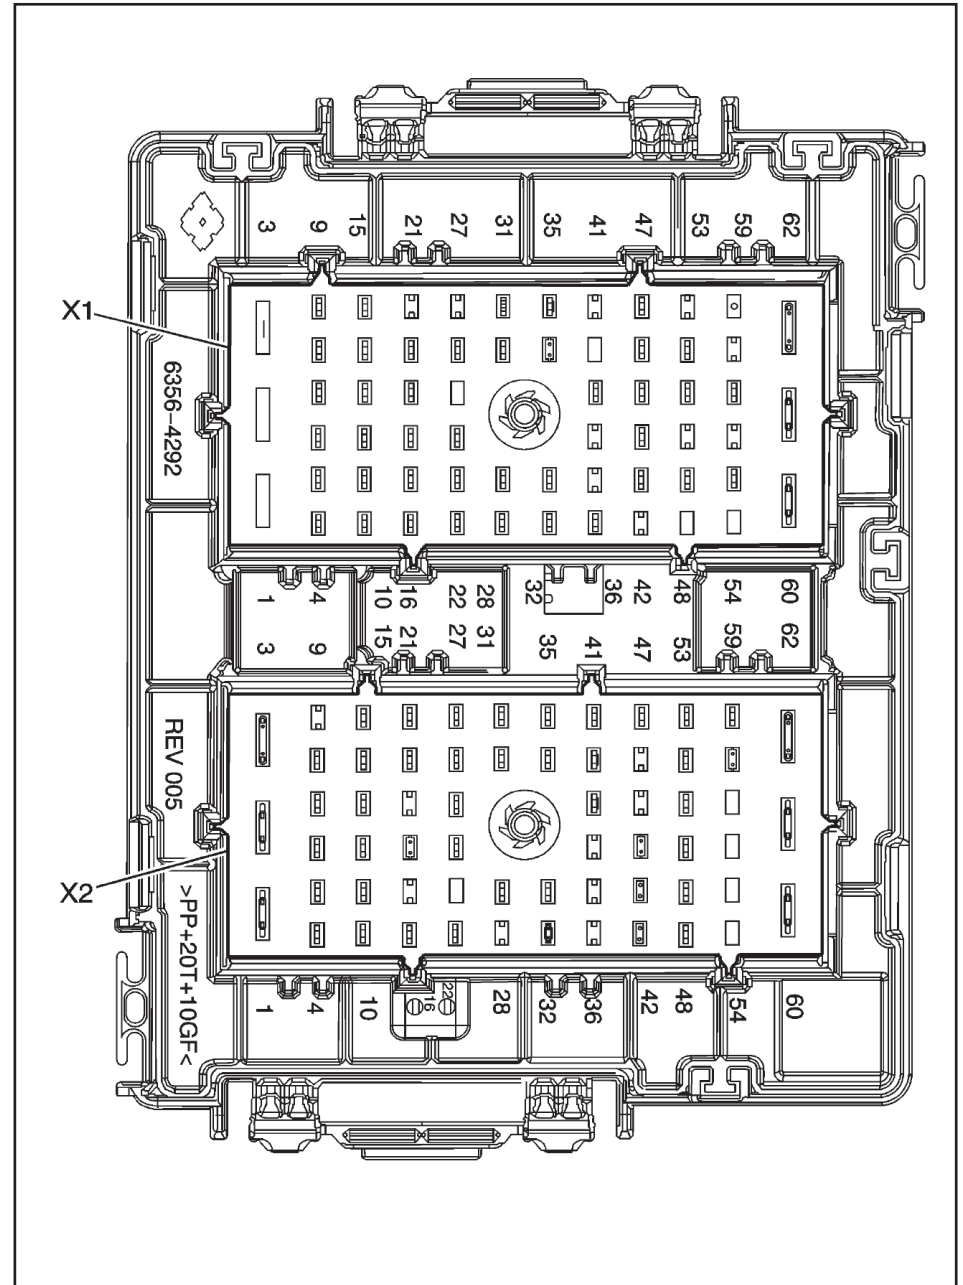 3 9 15 21 27 31 35 41 47 53 59 62
X1
6356-4292
1 4 10 16 22 28 32 36 42 48 54 60
3 9 15 21 27 31 35 41 47 53 59 62
REV 005
X2
>PP+20T+10GF<
1 4 10 16 22 28 32 36 42 48 54 60